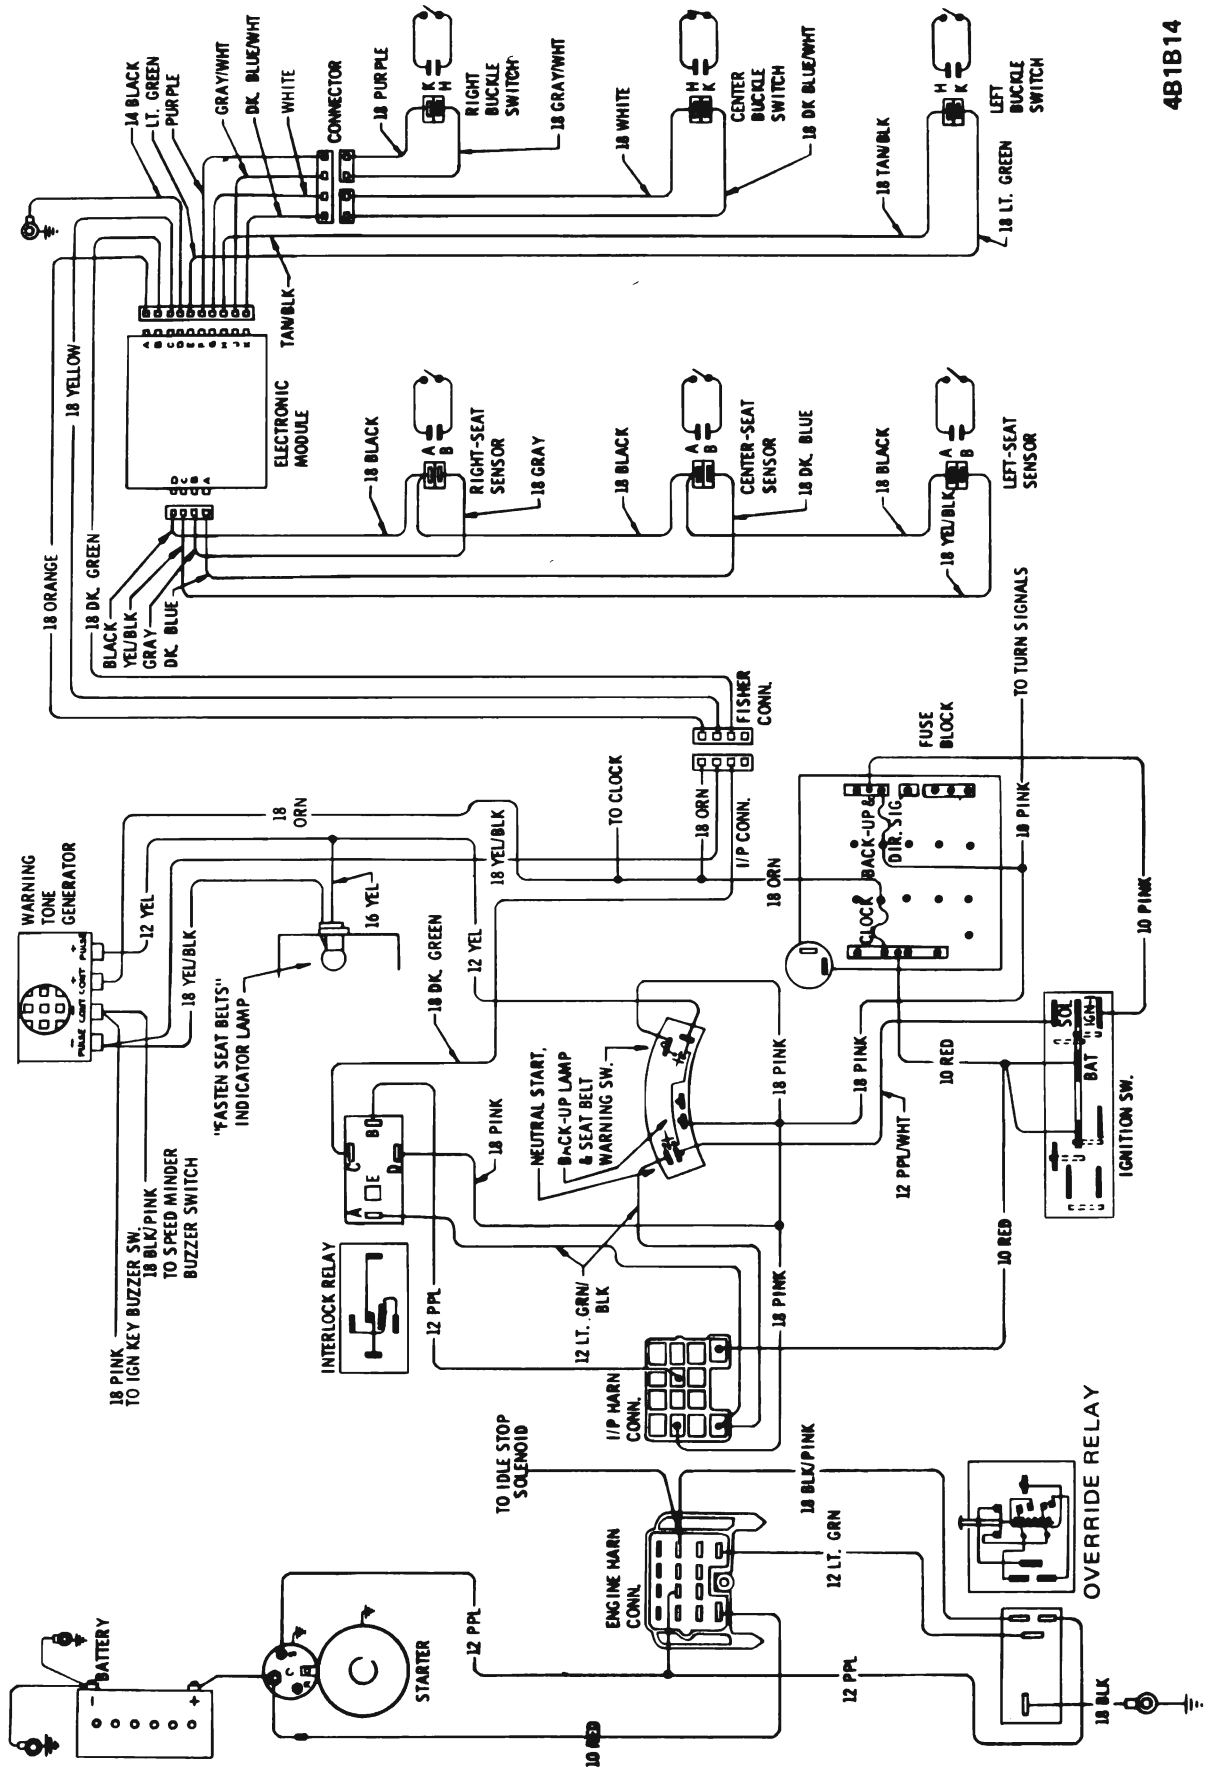 4B1B14
14 BLACK
LT. GREEN
PURPLE
GRAY/WHT
DK. BLUE/WHT
WHITE
CONNECTOR
18 PURPLE
K
H
RIGHT
BUCKLE
SWITCH
18 GRAY/WHT
18 WHITE
H
K
CENTER
BUCKLE
SWITCH
18 DK BLUE/WHT
18 TAN/BLK
H
K
LEFT
BUCKLE
SWITCH
18 LT. GREEN
TAN/BLK
18 YELLOW
A
B
C
D
E
F
G
H
J
K
ELECTRONIC
MODULE
D
C
B
A
18 BLACK
A
B
RIGHT-SEAT
SENSOR
18 GRAY
18 BLACK
A
B
CENTER-SEAT
SENSOR
18 DK. BLUE
18 BLACK
A
B
LEFT-SEAT
SENSOR
18 YEL/BLK
18 ORANGE
18 DK. GREEN
BLACK
YEL/BLK
GRAY
DK. BLUE
TO TURN SIGNALS
FISHER
CONN.
FUSE
BLOCK
WARNING
TONE
GENERATOR
- PULSE
CONT
+ CONT
+ PULSE
18
ORN
12 YEL
18 YEL/BLK
16 YEL
18 YEL/BLK
TO CLOCK
18 ORN
I/P CONN.
18 ORN
BACK-UP &
DIR. SIG.
CLOCK
18 PINK
10 PINK
"FASTEN SEAT BELTS"
INDICATOR LAMP
18 DK. GREEN
12 YEL
NEUTRAL START,
BACK-UP LAMP
& SEAT BELT
WARNING SW.
18 PINK
18 PINK
12 PPL/WHT
10 RED
SOL
IGN
BAT
IGNITION SW.
18 PINK
TO IGN KEY BUZZER SW.
18 BLK/PINK
TO SPEED MINDER
BUZZER SWITCH
A
B
C
D
E
18 PINK
INTERLOCK RELAY
12 PPL
12 LT. GRN/
BLK
18 PINK
10 RED
I/P HARN
CONN.
TO IDLE STOP
SOLENOID
ENGINE HARN
CONN.
18 BLK/PINK
12 LT. GRN
OVERRIDE RELAY
BATTERY
-
+
S
R
STARTER
12 PPL
10 RED
12 PPL
18 BLK